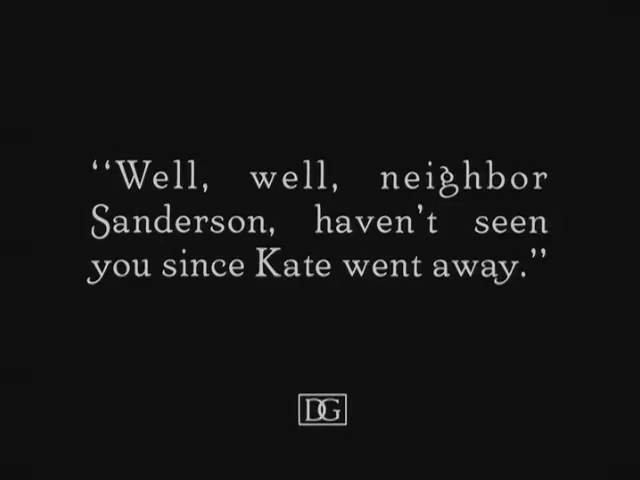 “Well, well, neighbor
Sanderson, haven’t seen
you since Kate went away.”
DG